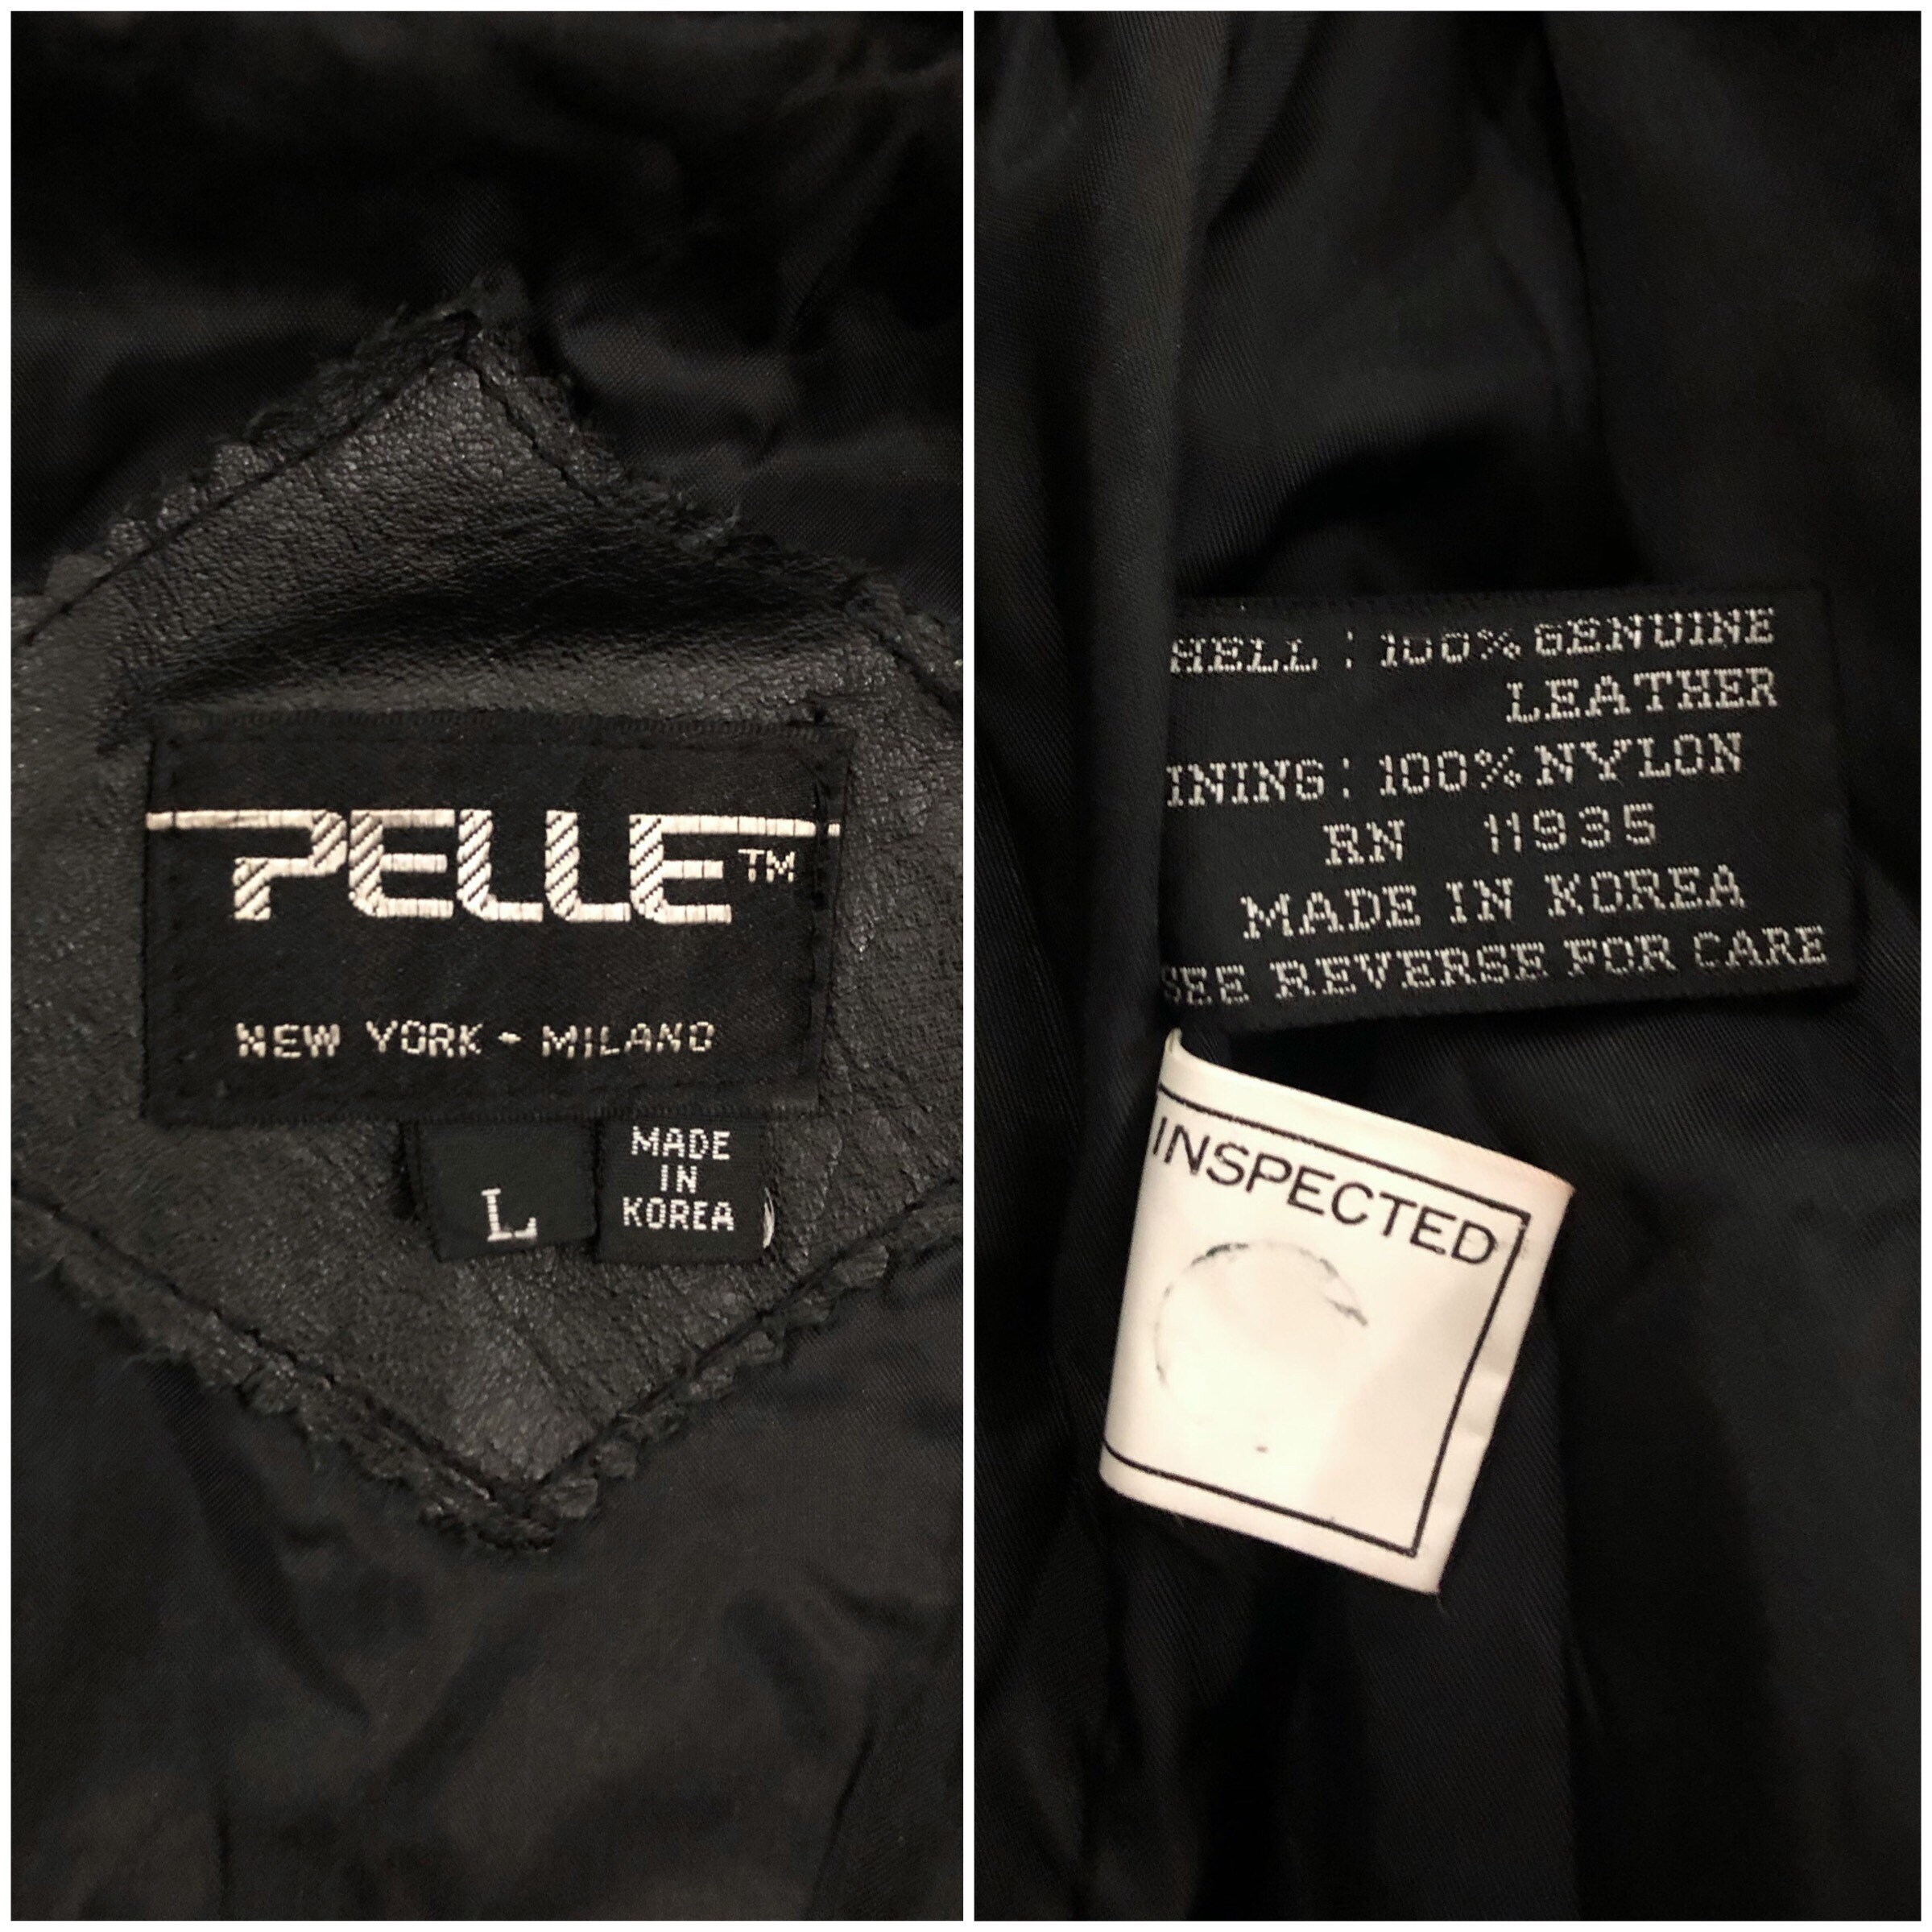 PELLE™
NEW YORK - MILANO
L
MADE
IN
KOREA
HELL : 100% GENUINE
LEATHER
INING : 100% NYLON
RN 11935
MADE IN KOREA
SEE REVERSE FOR CARE
INSPECTED